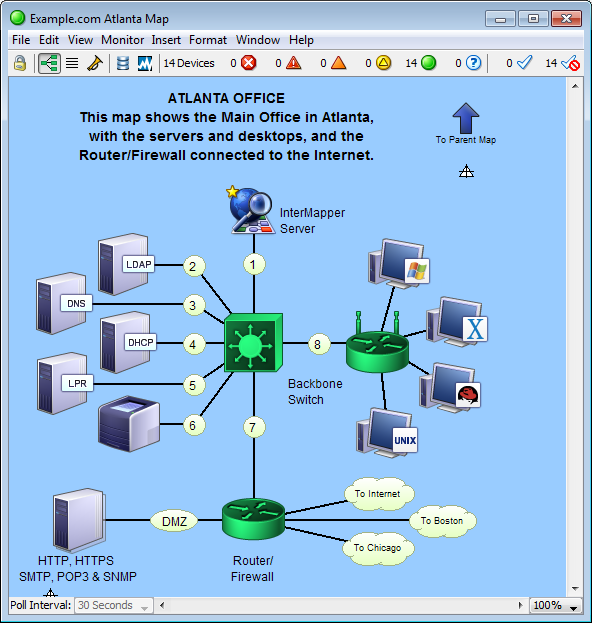 Example.com Atlanta Map
File Edit View Monitor Insert Format Window Help
14 Devices 0 0 0 0 14 0 ? 0 14
ATLANTA OFFICE
This map shows the Main Office in Atlanta,
with the servers and desktops, and the
Router/Firewall connected to the Internet.
To Parent Map
InterMapper
Server
1
LDAP
2
DNS
3
DHCP
4
8
X
LPR
5
Backbone
Switch
6
7
UNIX
To Internet
DMZ
To Boston
To Chicago
HTTP, HTTPS
SMTP, POP3 & SNMP
Router/
Firewall
Poll Interval: 30 Seconds 100%